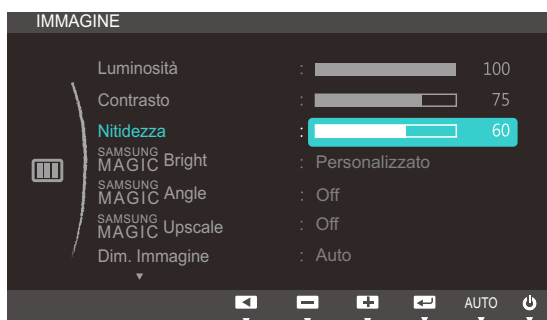 IMMAGINE
Luminosità : 100
Contrasto : 75
Nitidezza : 60
SAMSUNG MAGIC Bright : Personalizzato
SAMSUNG MAGIC Angle : Off
SAMSUNG MAGIC Upscale : Off
Dim. Immagine : Auto
AUTO